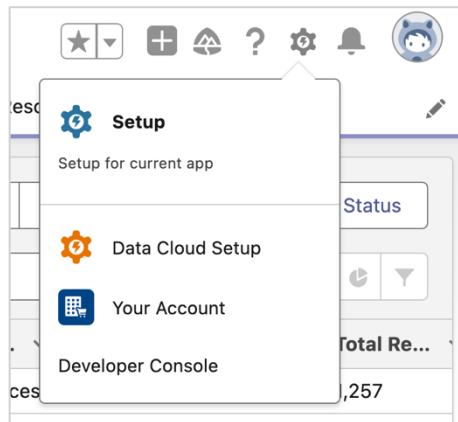 Setup
Setup for current app
Status
Data Cloud Setup
Your Account
Total Re...
Developer Console
,257